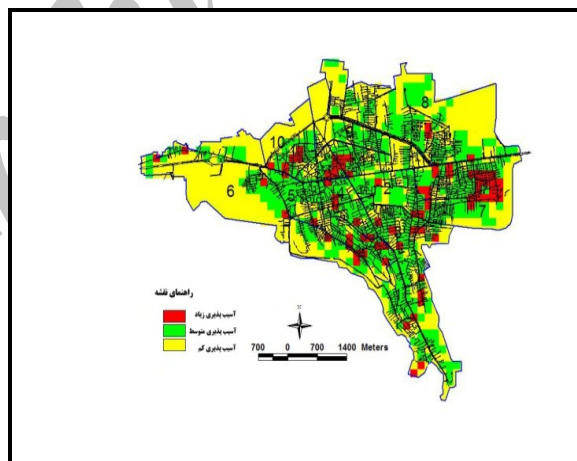 8
10
6
5
2
7
راهنمای نقشه
آسیب پذیری زیاد
آسیب پذیری متوسط
آسیب پذیری کم
700 0 700 1400 Meters